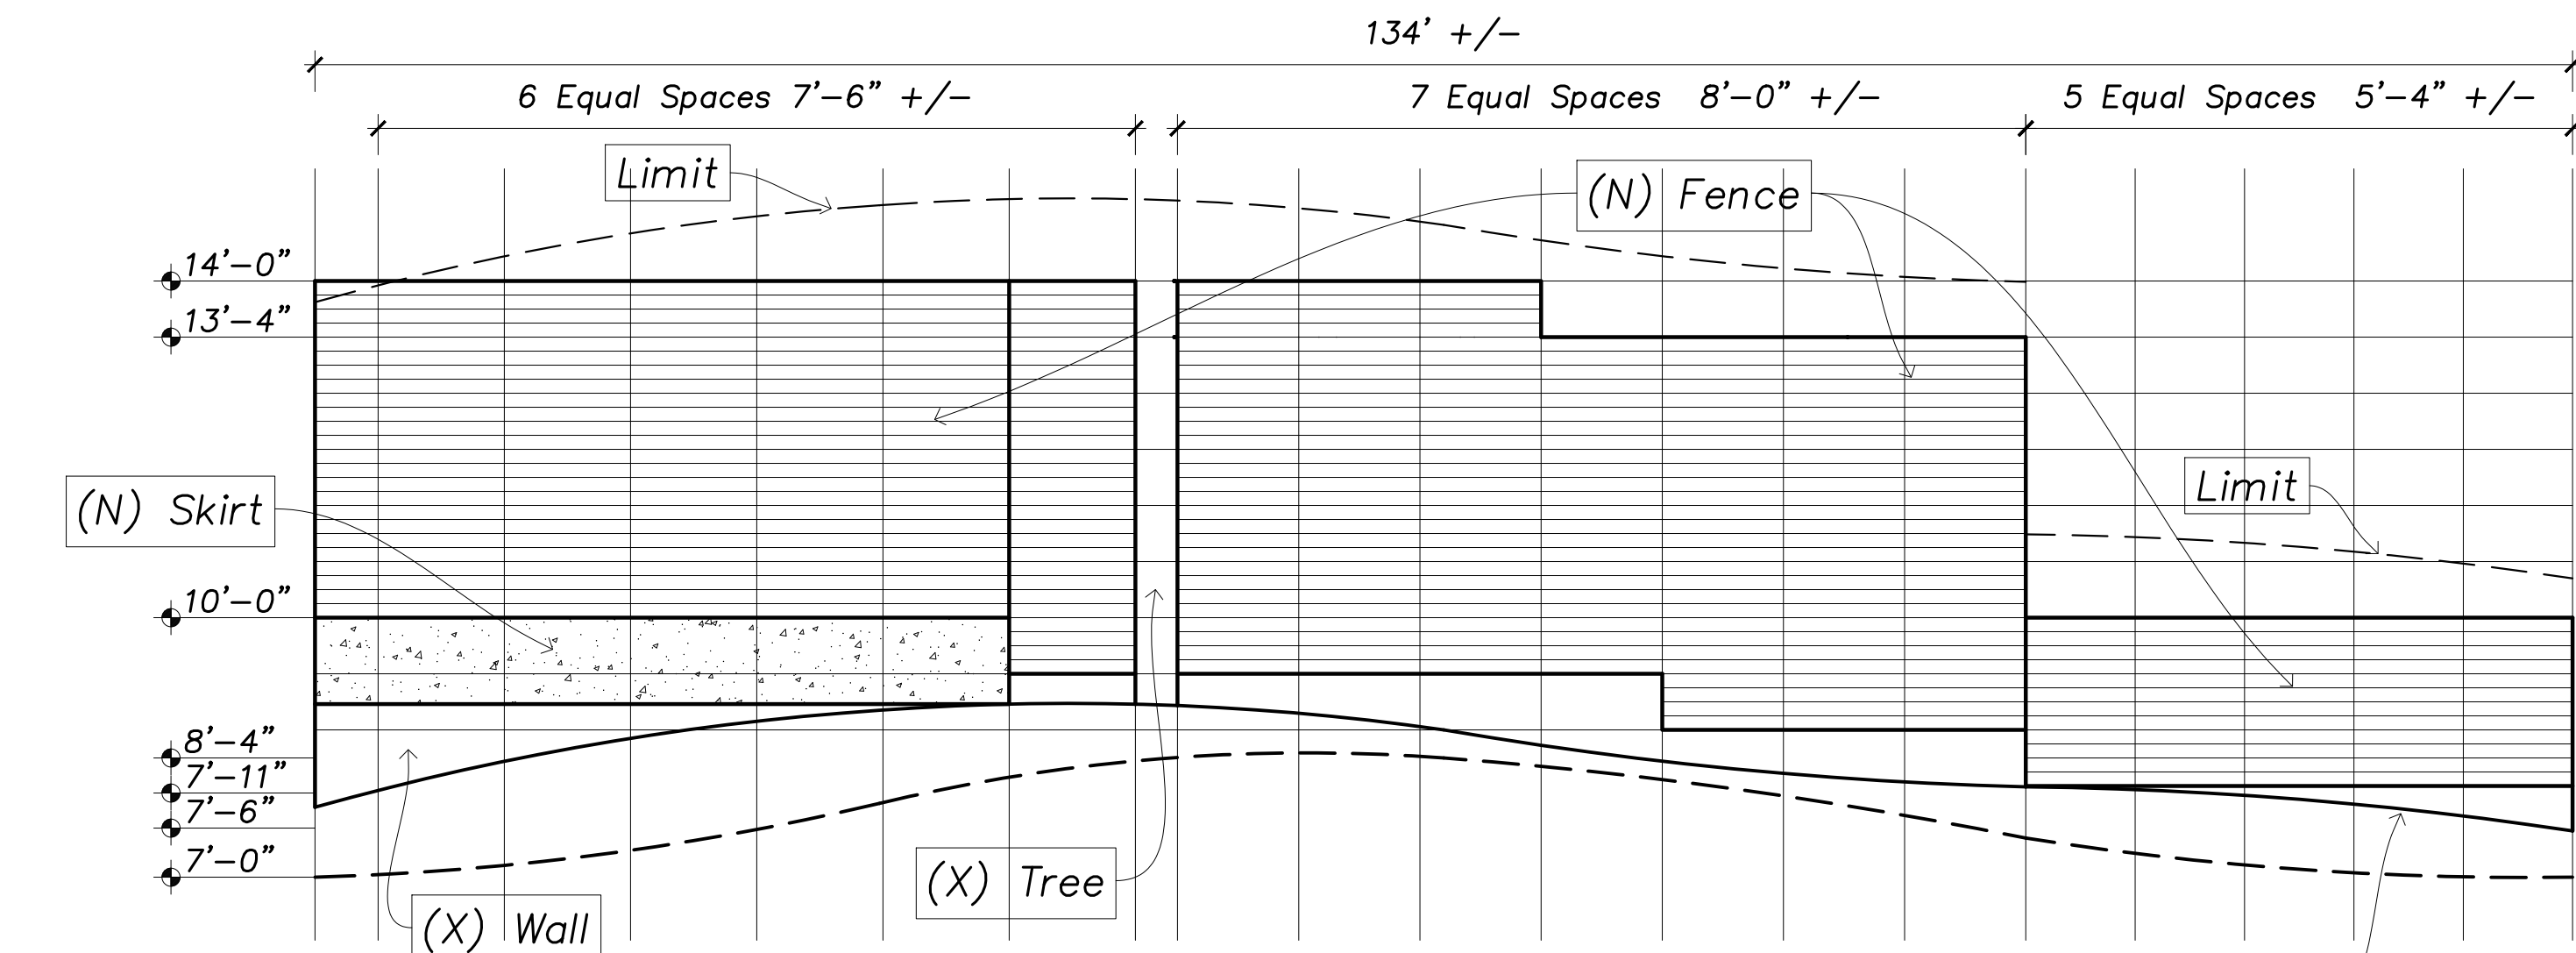 134' +/-
6 Equal Spaces 7'-6" +/-
7 Equal Spaces 8'-0" +/-
5 Equal Spaces 5'-4" +/-
Limit
(N) Fence
14'-0"
13'-4"
Limit
(N) Skirt
10'-0"
8'-4"
7'-11"
7'-6"
7'-0"
(X) Tree
(X) Wall